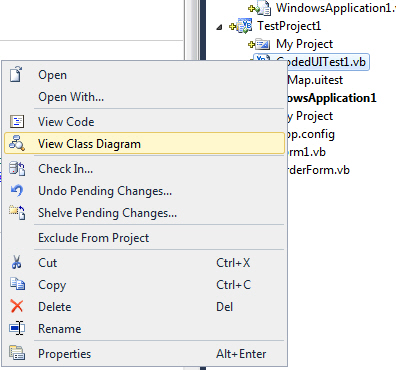 WindowsApplication1.v
TestProject1
My Project
CodedUITest1.vb
Map.uitest
owsApplication1
y Project
pp.config
orm1.vb
rderForm.vb
Open
Open With...
View Code
View Class Diagram
Check In...
Undo Pending Changes...
Shelve Pending Changes...
Exclude From Project
Cut Ctrl+X
Copy Ctrl+C
Delete Del
Rename
Properties Alt+Enter